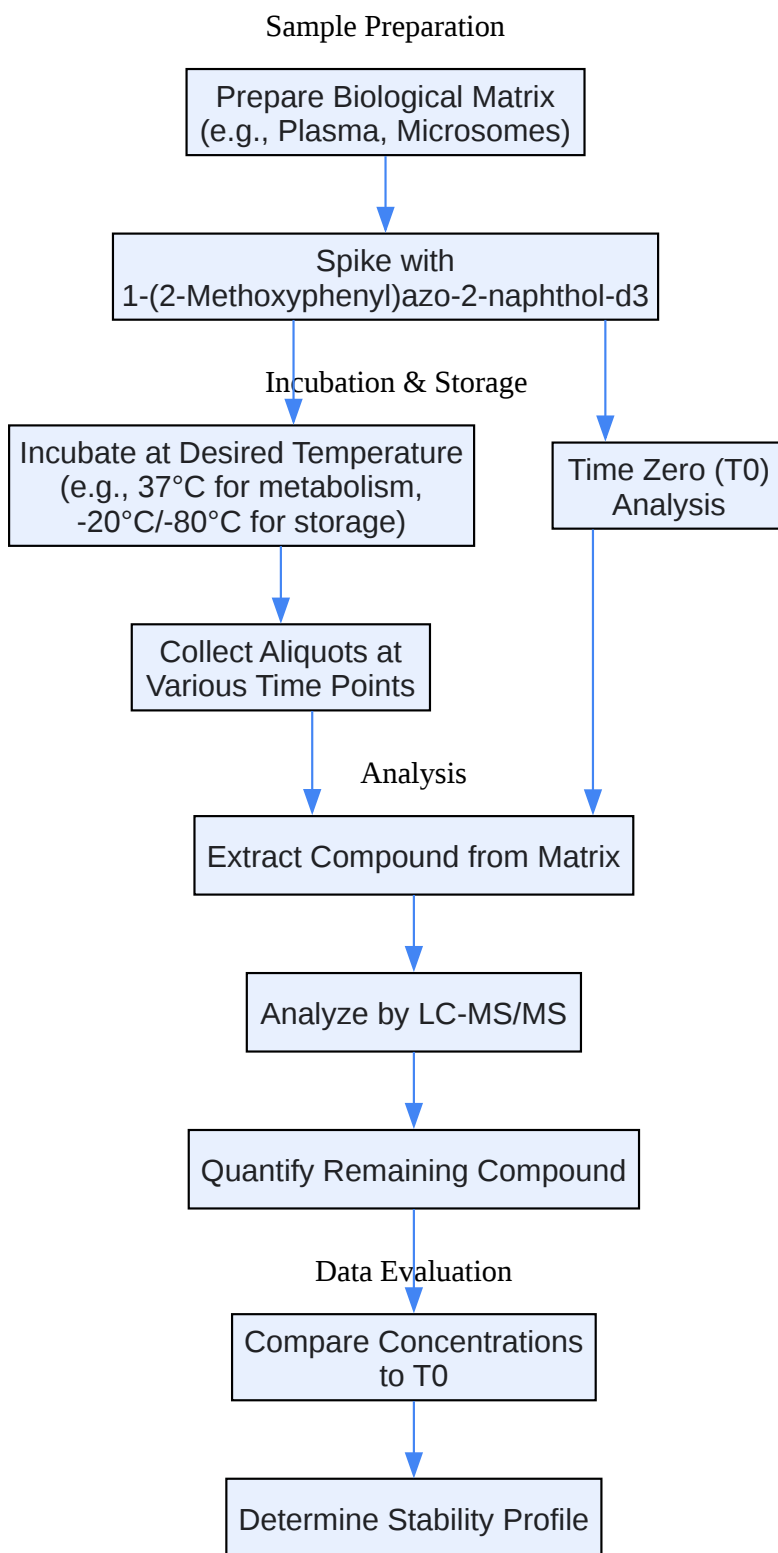 Sample Preparation
Prepare Biological Matrix
(e.g., Plasma, Microsomes)
Spike with
1-(2-Methoxyphenyl)azo-2-naphthol-d3
Incubation & Storage
Incubate at Desired Temperature
(e.g., 37°C for metabolism,
-20°C/-80°C for storage)
Time Zero (T0)
Analysis
Collect Aliquots at
Various Time Points
Analysis
Extract Compound from Matrix
Analyze by LC-MS/MS
Quantify Remaining Compound
Data Evaluation
Compare Concentrations
to T0
Determine Stability Profile